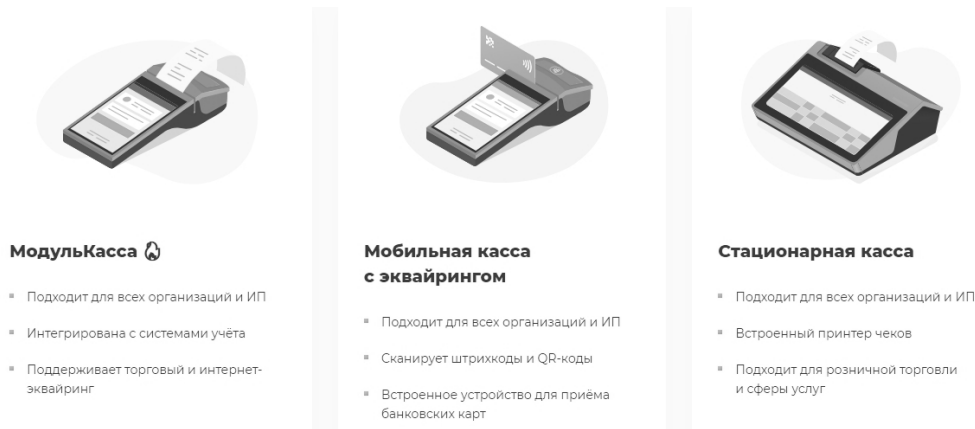 МодульКасса
Подходит для всех организаций и ИП
Интегрирована с системами учёта
Поддерживает торговый и интернет-
эквайринг
Мобильная касса
с эквайрингом
Подходит для всех организаций и ИП
Сканирует штрихкоды и QR-коды
Встроенное устройство для приёма
банковских карт
Стационарная касса
Подходит для всех организаций и ИП
Встроенный принтер чеков
Подходит для розничной торговли
и сферы услуг